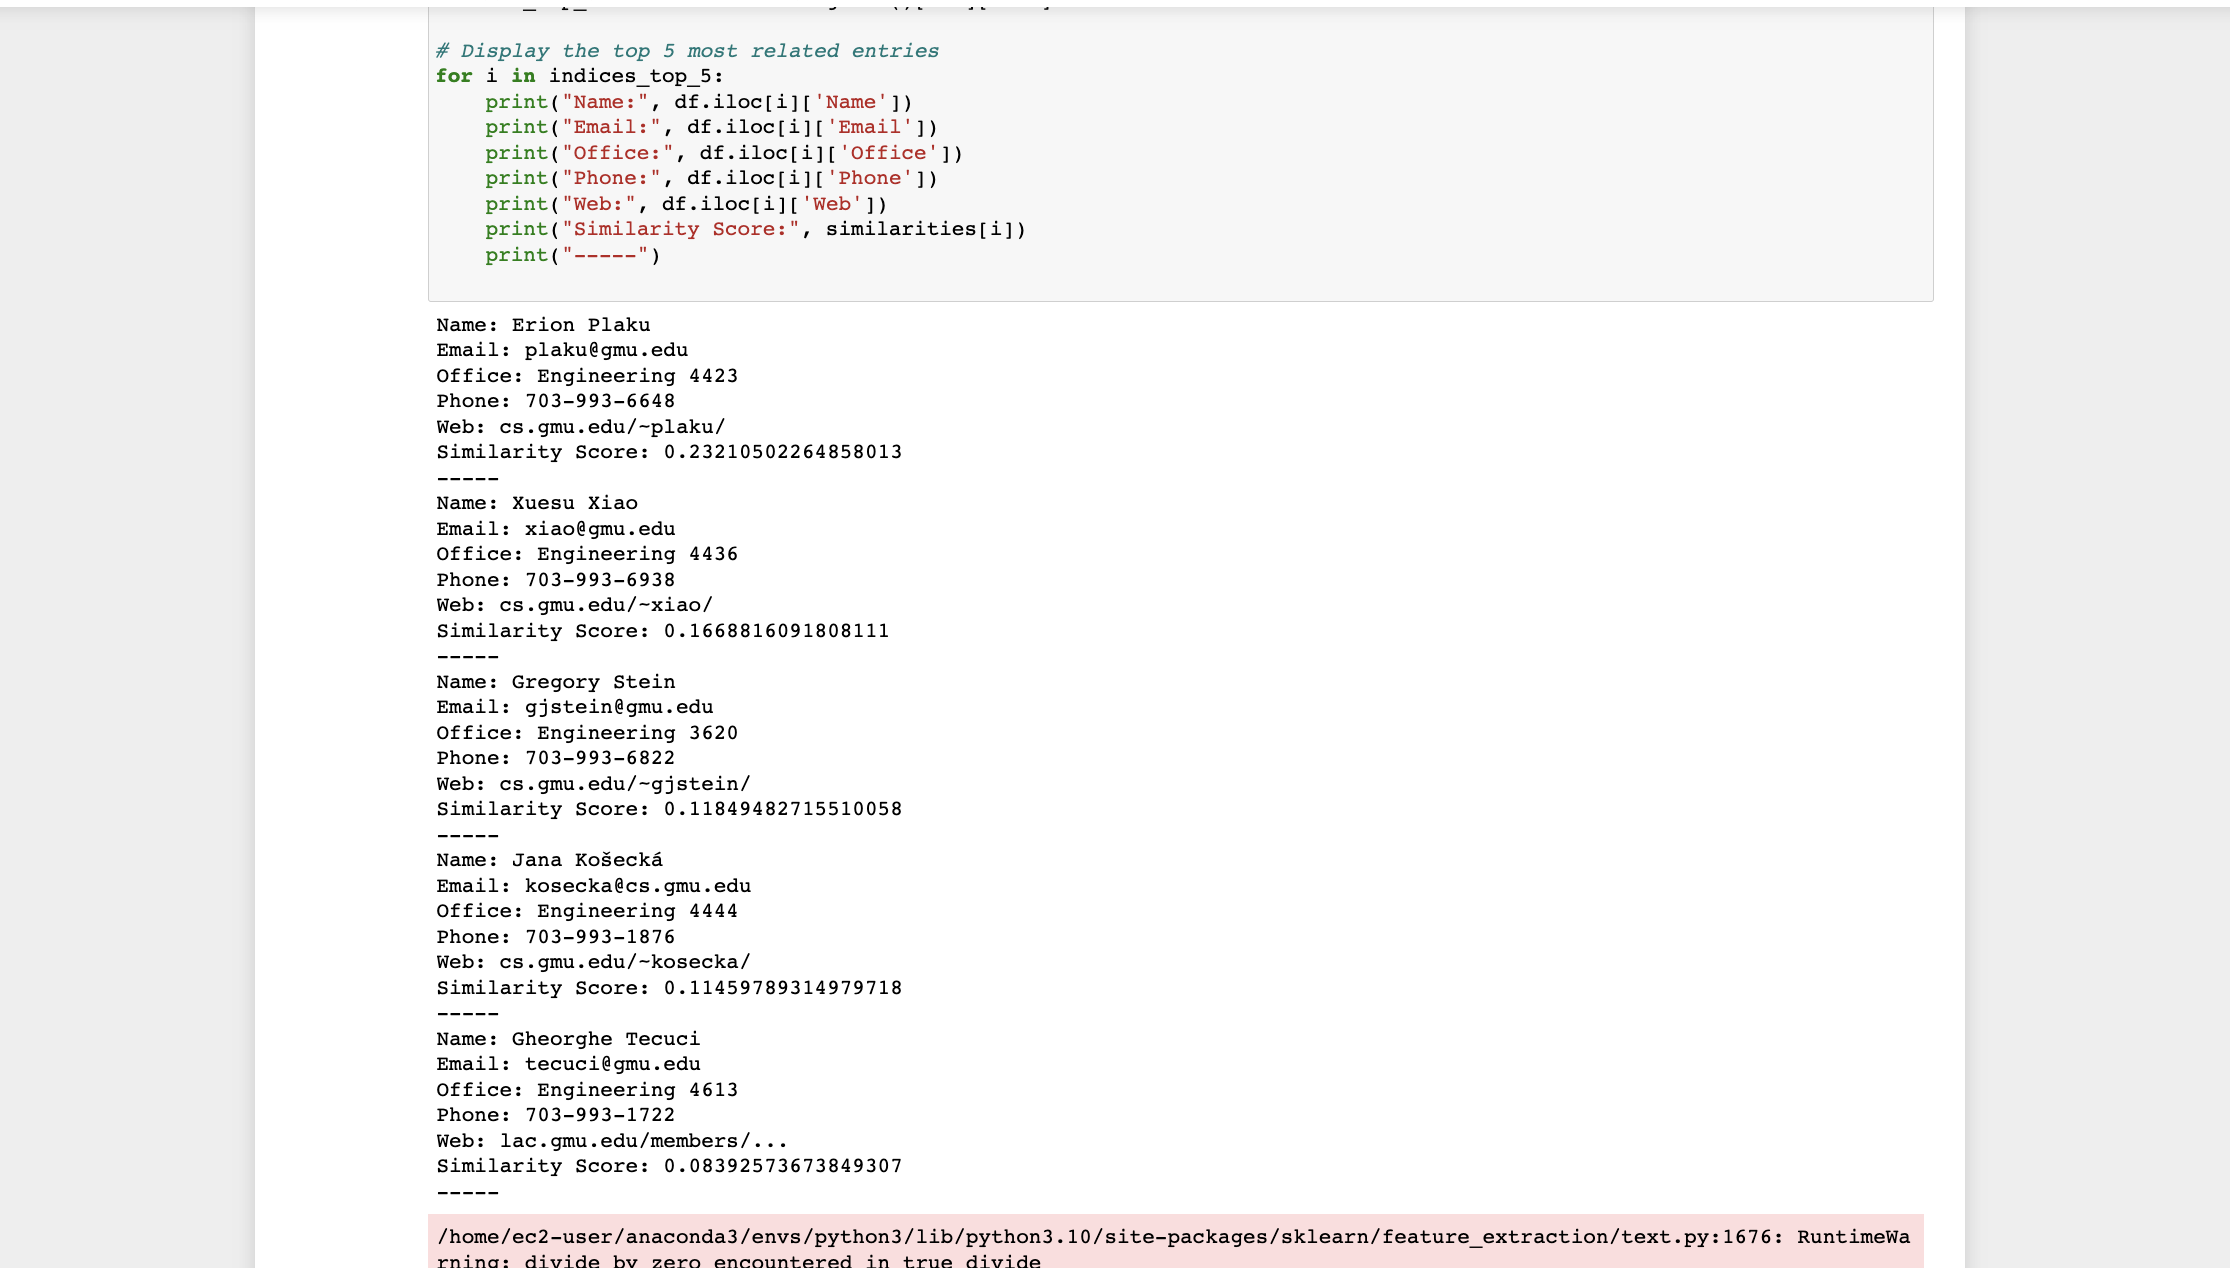 # Display the top 5 most related entries
for i in indices_top_5:
    print("Name:", df.iloc[i]['Name'])
    print("Email:", df.iloc[i]['Email'])
    print("Office:", df.iloc[i]['Office'])
    print("Phone:", df.iloc[i]['Phone'])
    print("Web:", df.iloc[i]['Web'])
    print("Similarity Score:", similarities[i])
    print("-----")
Name: Erion Plaku
Email: plaku@gmu.edu
Office: Engineering 4423
Phone: 703-993-6648
Web: cs.gmu.edu/~plaku/
Similarity Score: 0.23210502264858013
-----
Name: Xuesu Xiao
Email: xiao@gmu.edu
Office: Engineering 4436
Phone: 703-993-6938
Web: cs.gmu.edu/~xiao/
Similarity Score: 0.1668816091808111
-----
Name: Gregory Stein
Email: gjstein@gmu.edu
Office: Engineering 3620
Phone: 703-993-6822
Web: cs.gmu.edu/~gjstein/
Similarity Score: 0.11849482715510058
-----
Name: Jana Košecká
Email: kosecka@cs.gmu.edu
Office: Engineering 4444
Phone: 703-993-1876
Web: cs.gmu.edu/~kosecka/
Similarity Score: 0.11459789314979718
-----
Name: Gheorghe Tecuci
Email: tecuci@gmu.edu
Office: Engineering 4613
Phone: 703-993-1722
Web: lac.gmu.edu/members/...
Similarity Score: 0.08392573673849307
-----
/home/ec2-user/anaconda3/envs/python3/lib/python3.10/site-packages/sklearn/feature_extraction/text.py:1676: RuntimeWa
rning: divide by zero encountered in true_divide